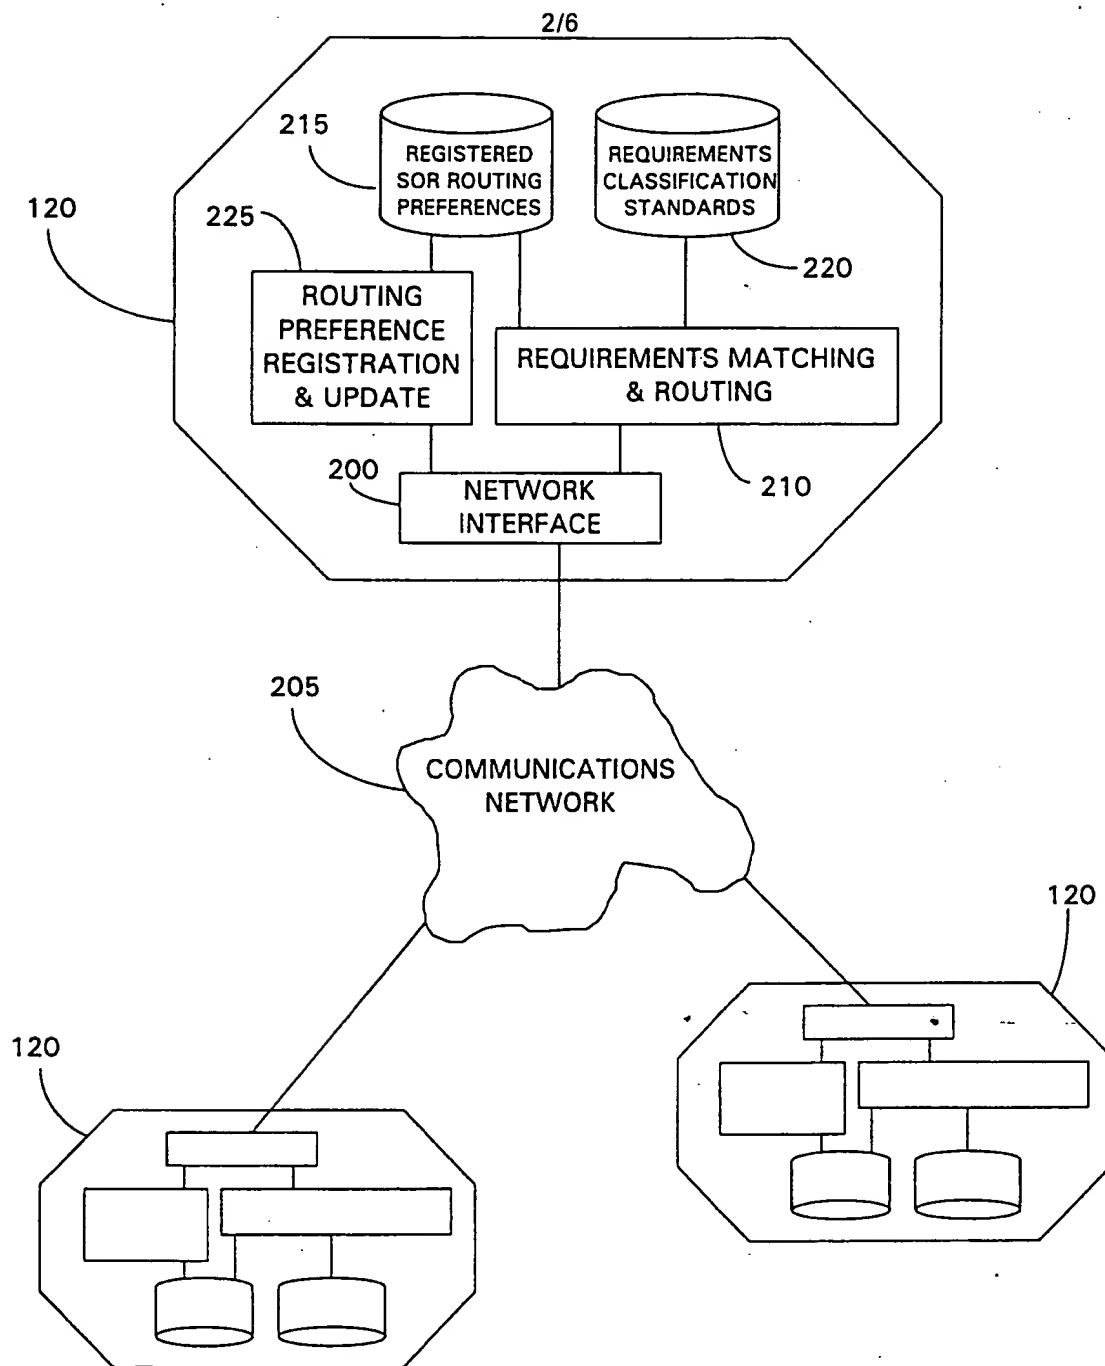 2/6
215
REGISTERED
SOR ROUTING
PREFERENCES
REQUIREMENTS
CLASSIFICATION
STANDARDS
120
225
220
ROUTING
PREFERENCE
REGISTRATION
& UPDATE
REQUIREMENTS MATCHING
& ROUTING
200
210
NETWORK
INTERFACE
205
COMMUNICATIONS
NETWORK
120
120